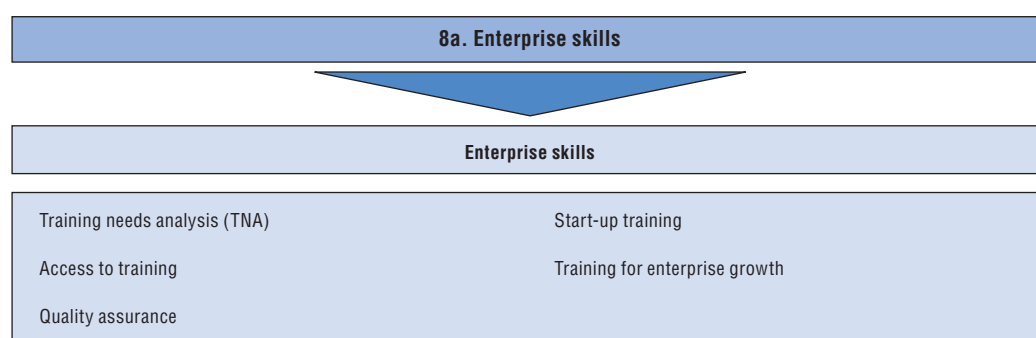 8a. Enterprise skills
Enterprise skills
Training needs analysis (TNA)
Access to training
Quality assurance
Start-up training
Training for enterprise growth